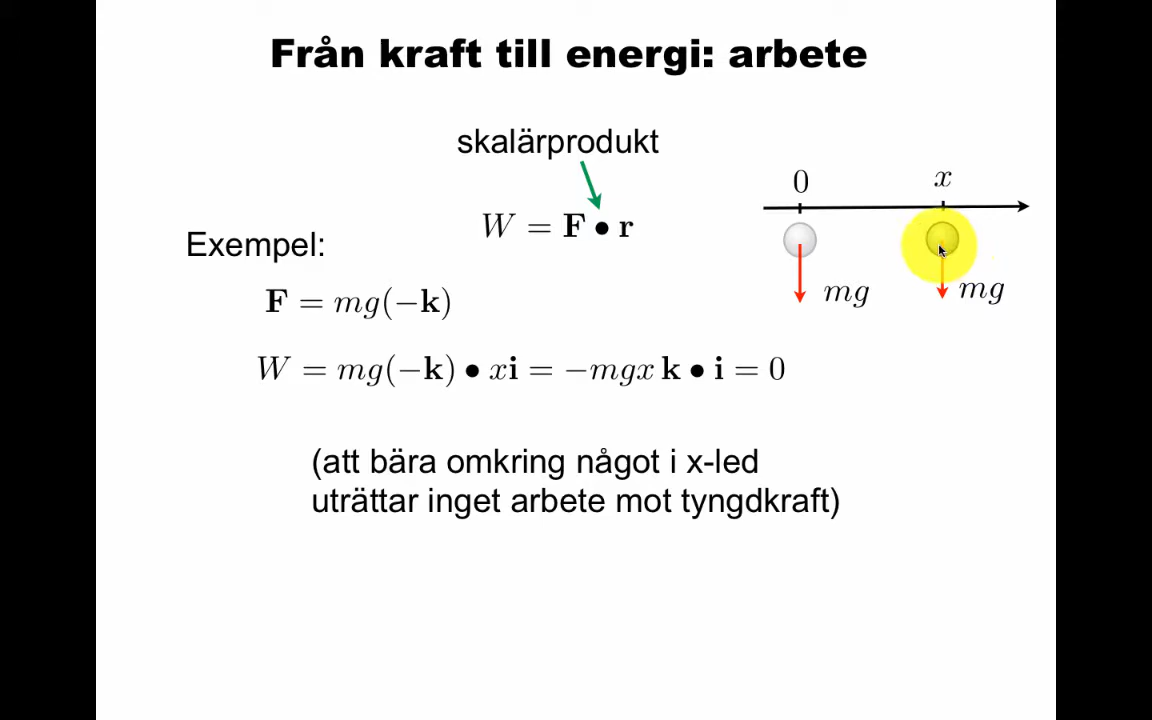 Från kraft till energi: arbete
skalärprodukt
0
x
W = F • r
Exempel:
mg
mg
F = mg(−k)
W = mg(−k) • xi = −mgx k • i = 0
(att bära omkring något i x-led
uträttar inget arbete mot tyngdkraft)